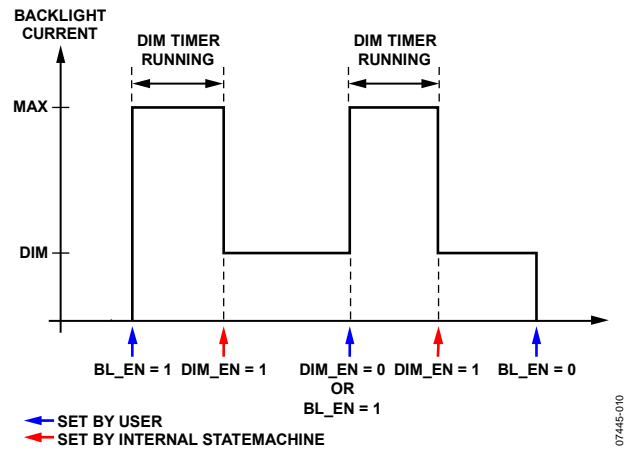 BACKLIGHT
CURRENT
DIM TIMER
RUNNING
DIM TIMER
RUNNING
MAX
DIM
BL_EN = 1
DIM_EN = 1
DIM_EN = 0
OR
BL_EN = 1
DIM_EN = 1
BL_EN = 0
SET BY USER
SET BY INTERNAL STATEMACHINE
07445-010